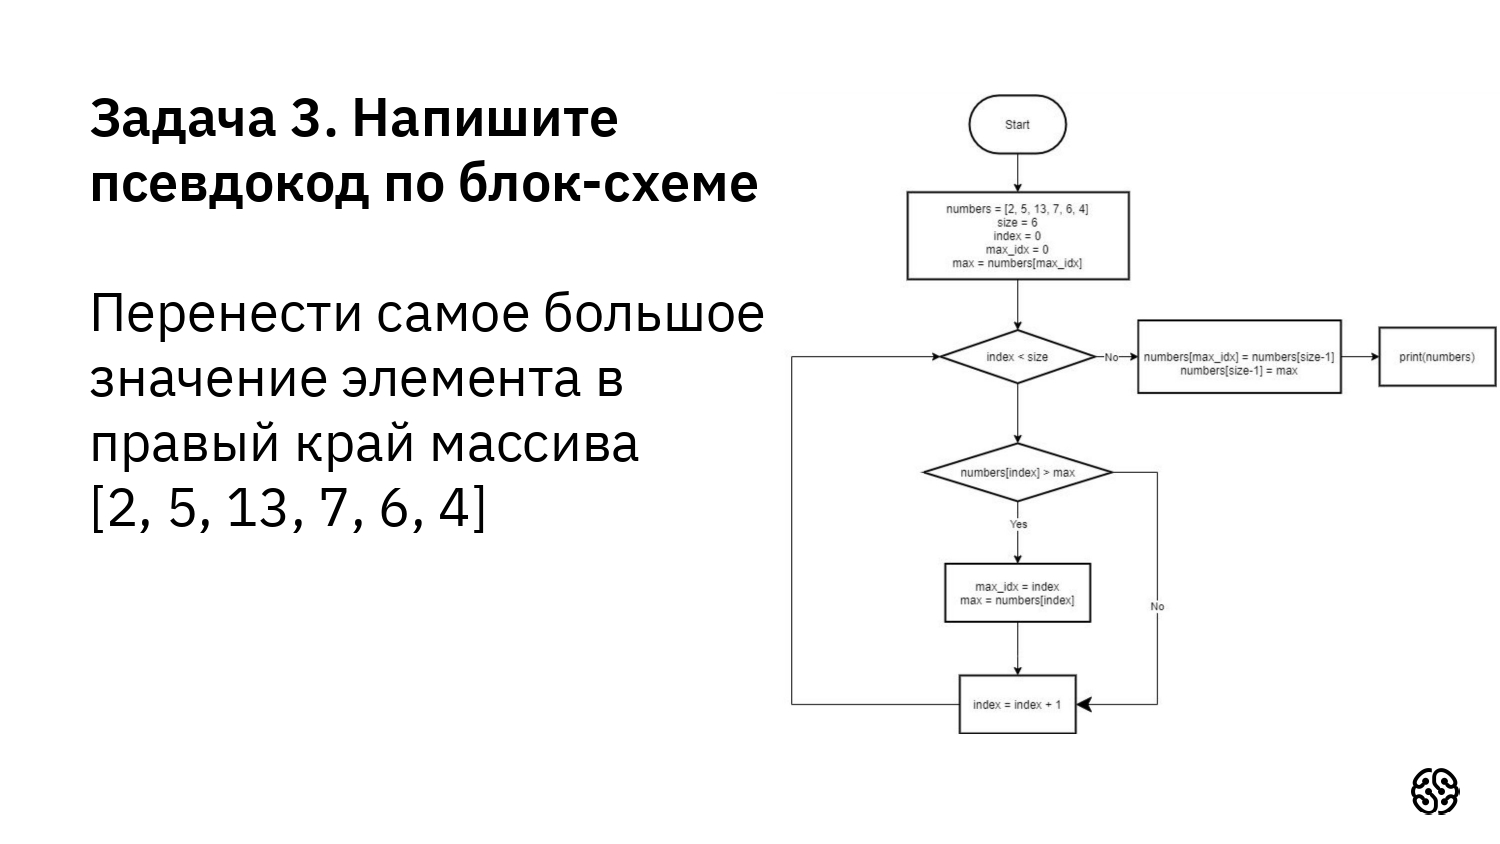 Задача 3. Напишите
псевдокод по блок-схеме
Перенести самое большое
значение элемента в
правый край массива
[2, 5, 13, 7, 6, 4]
Start
numbers = [2, 5, 13, 7, 6, 4]
size = 6
index = 0
max_idx = 0
max = numbers[max_idx]
index < size
No
numbers[max_idx] = numbers[size-1]
numbers[size-1] = max
print(numbers)
numbers[index] > max
Yes
max_idx = index
max = numbers[index]
No
index = index + 1